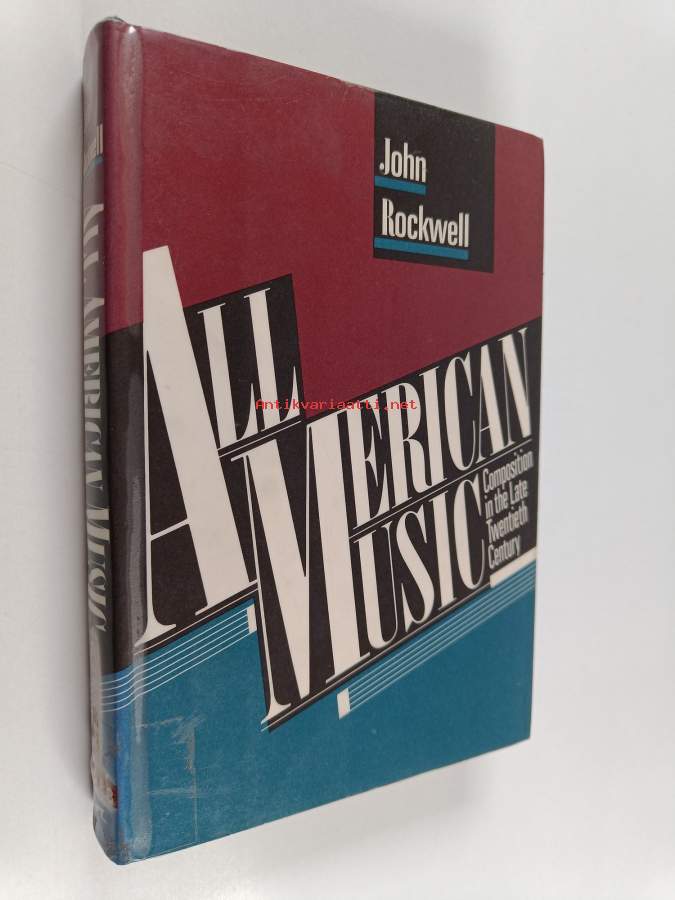 John
Rockwell
ALL
AMERICAN
MUSIC
Composition
in the Late
Twentieth
Century
Antikvariaatti.net
ALL AMERICAN MUSIC